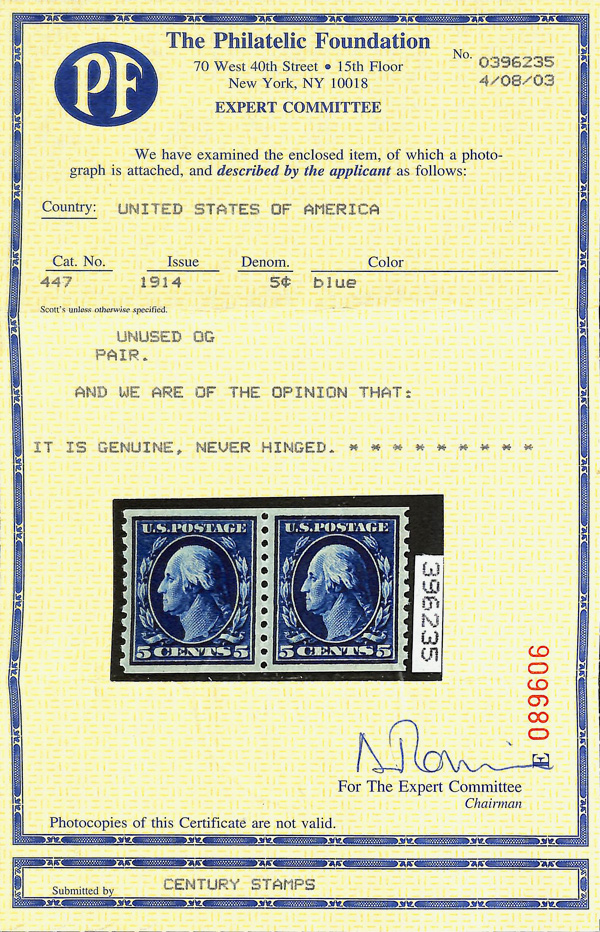 PF
The Philatelic Foundation
70 West 40th Street • 15th Floor
New York, NY 10018
EXPERT COMMITTEE
No. 0396235
4/08/03
We have examined the enclosed item, of which a photo-
graph is attached, and described by the applicant as follows:
Country: UNITED STATES OF AMERICA
Cat. No. Issue Denom. Color
447 1914 5¢ blue
Scott's unless otherwise specified.
UNUSED OG
PAIR.
AND WE ARE OF THE OPINION THAT:
IT IS GENUINE, NEVER HINGED. * * * * * * * * *
U.S. POSTAGE U.S. POSTAGE
5 CENTS 5 5 CENTS 5
396235
E 089606
For The Expert Committee
Chairman
Photocopies of this Certificate are not valid.
Submitted by CENTURY STAMPS